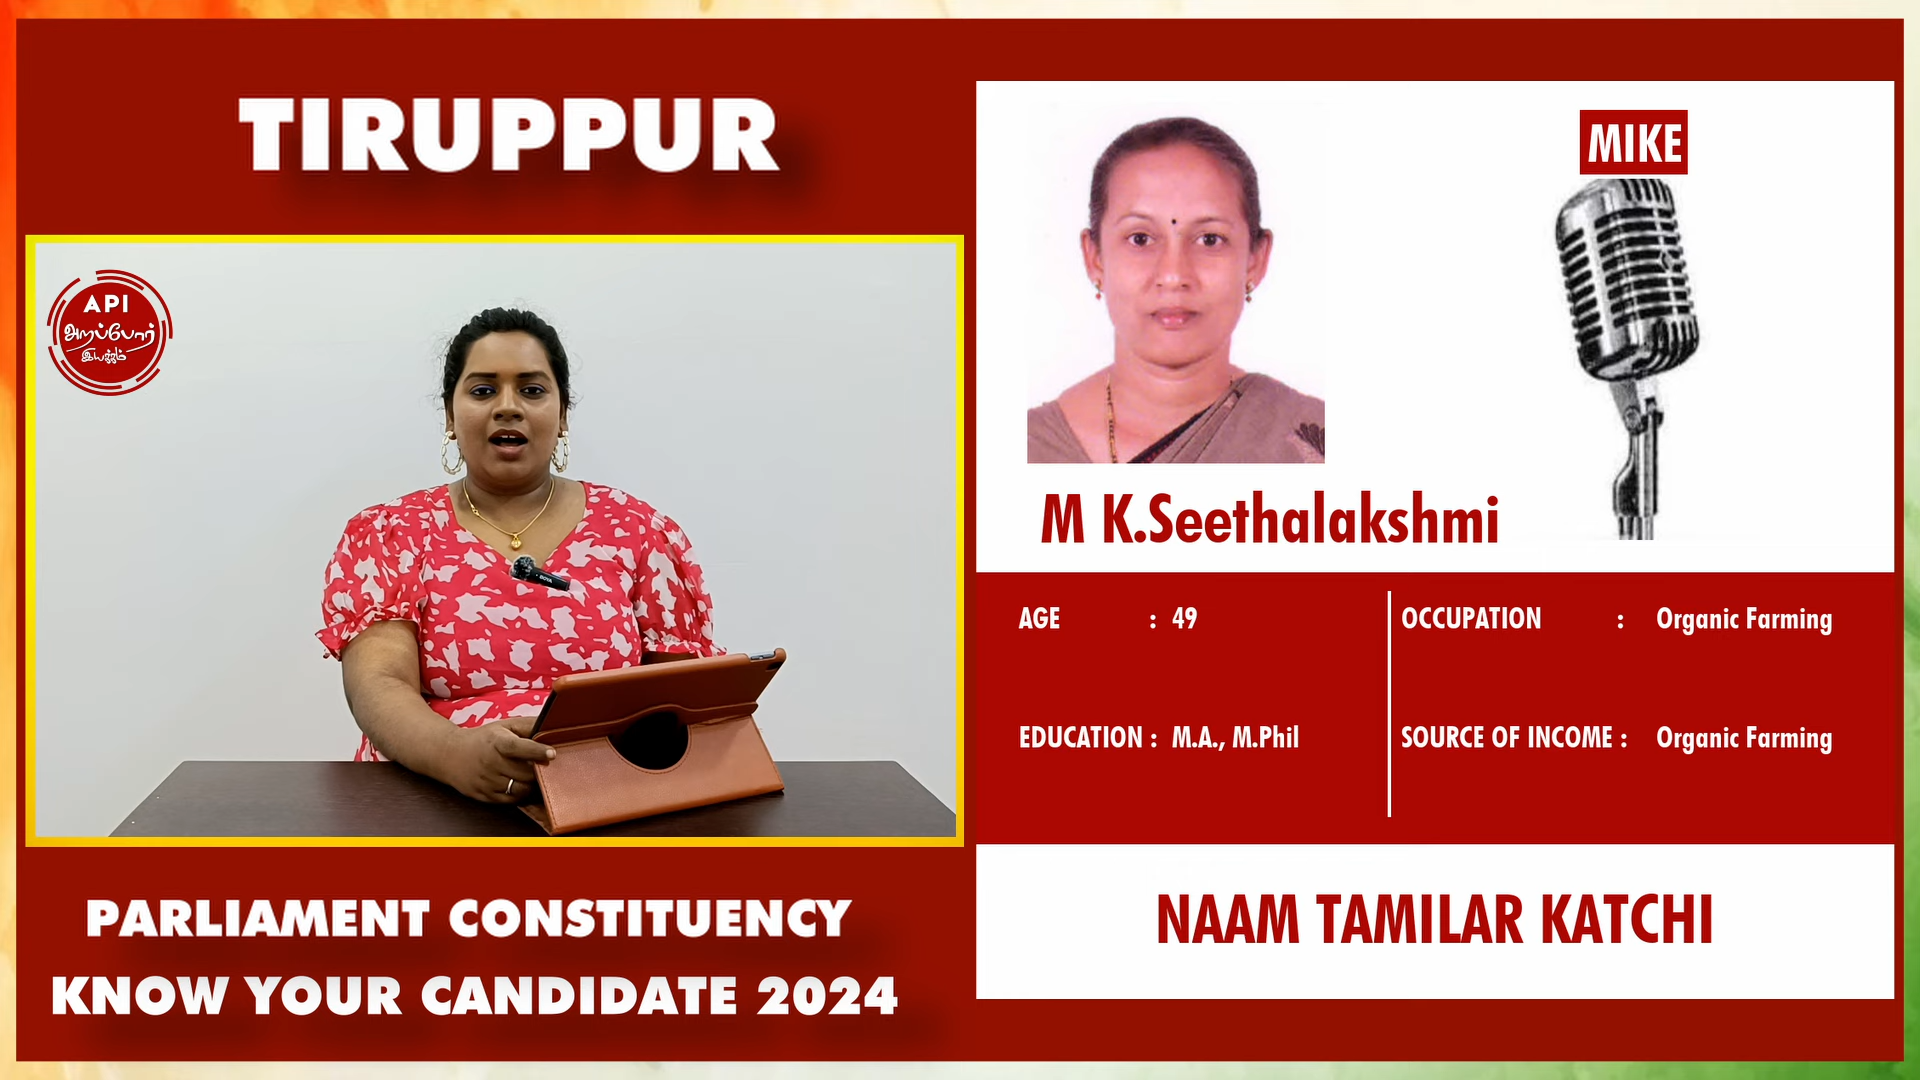 TIRUPPUR
API
அறப்போர்
இயக்கம்
BOYA
PARLIAMENT CONSTITUENCY
KNOW YOUR CANDIDATE 2024
MIKE
M K.Seethalakshmi
AGE : 49
EDUCATION : M.A., M.Phil
OCCUPATION : Organic Farming
SOURCE OF INCOME : Organic Farming
NAAM TAMILAR KATCHI